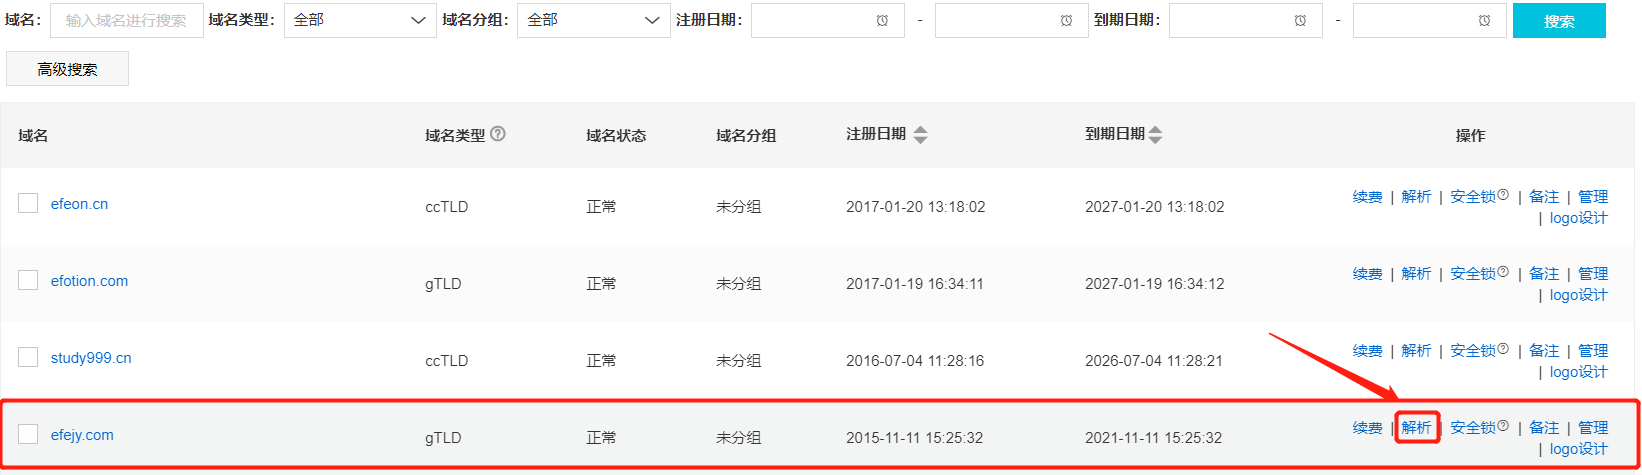 域名： 输入域名进行搜索 域名类型： 全部 域名分组： 全部 注册日期： - 到期日期： - 搜索
高级搜索
域名 域名类型 域名状态 域名分组 注册日期 到期日期 操作
efeon.cn ccTLD 正常 未分组 2017-01-20 13:18:02 2027-01-20 13:18:02 续费 | 解析 | 安全锁 | 备注 | 管理
| logo设计
efotion.com gTLD 正常 未分组 2017-01-19 16:34:11 2027-01-19 16:34:12 续费 | 解析 | 安全锁 | 备注 | 管理
| logo设计
study999.cn ccTLD 正常 未分组 2016-07-04 11:28:16 2026-07-04 11:28:21 续费 | 解析 | 安全锁 | 备注 | 管理
| logo设计
efejy.com gTLD 正常 未分组 2015-11-11 15:25:32 2021-11-11 15:25:32 续费 | 解析 | 安全锁 | 备注 | 管理
| logo设计